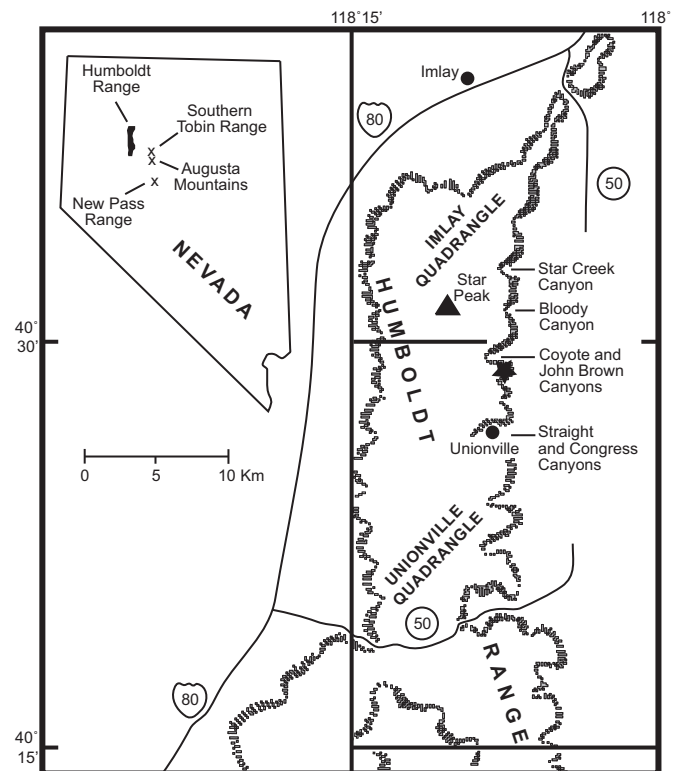 118˚15'
118˚
Humboldt
Range
Southern
Tobin Range
Augusta
Mountains
New Pass
Range
NEVADA
Imlay
80
50
IMLAY
QUADRANGLE
Star
Peak
Star Creek
Canyon
Bloody
Canyon
40˚
30'
Coyote and
John Brown
Canyons
HUMBOLDT
Unionville
Straight
and Congress
Canyons
0 5 10 Km
UNIONVILLE
QUADRANGLE
50
RANGE
80
40˚
15'